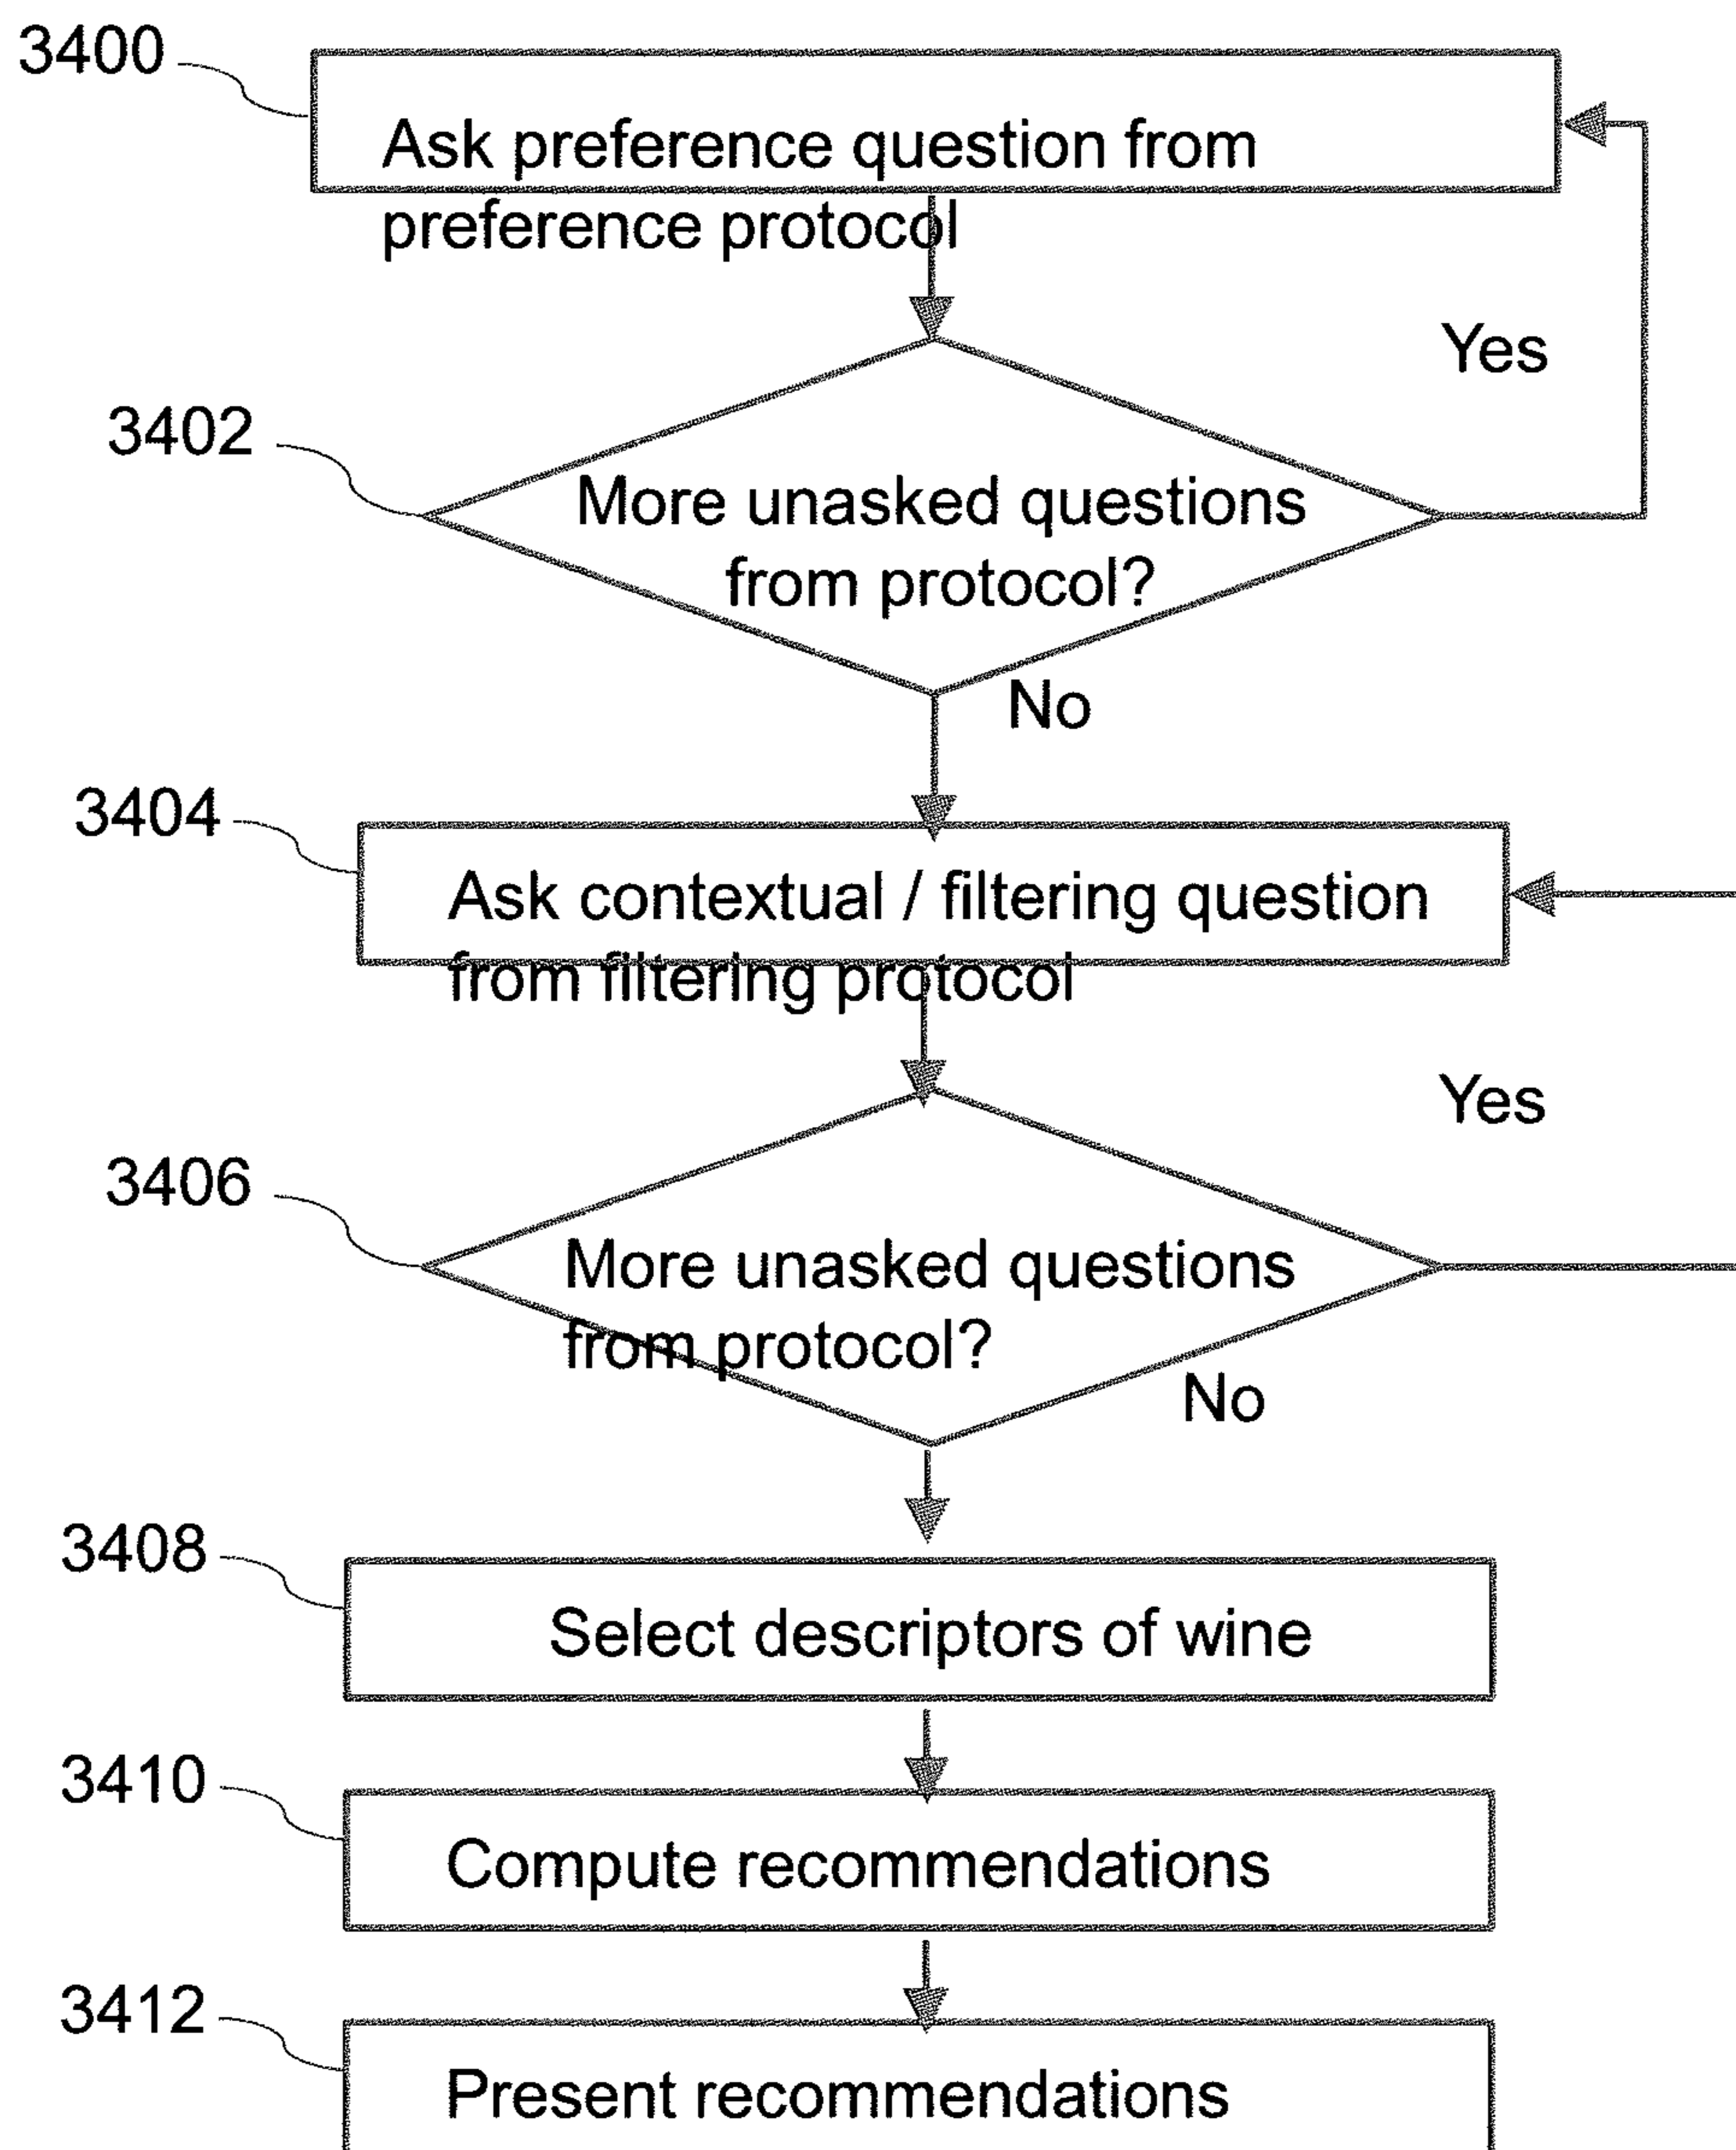 3400
Ask preference question from
preference protocol
Yes
3402
More unasked questions
from protocol?
No
3404
Ask contextual / filtering question
from filtering protocol
Yes
3406
More unasked questions
from protocol?
No
3408
Select descriptors of wine
3410
Compute recommendations
3412
Present recommendations